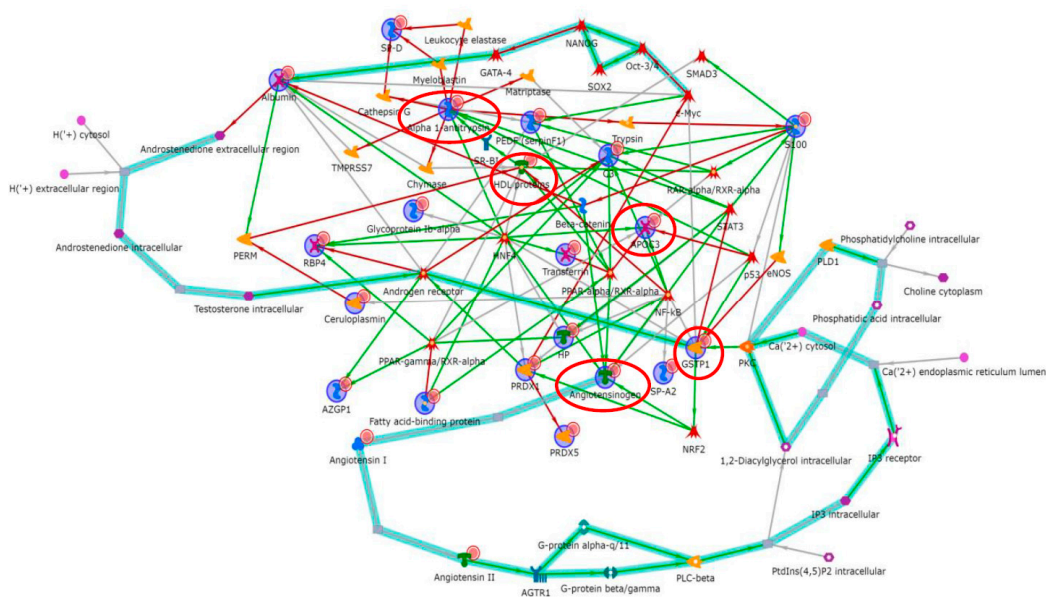 Leukocyte elastase
SP-D
NANOG
Oct-3/4
GATA-4
SMAD3
Myeloblastin
SOX2
Matriptase
Albumin
Cathepsin G
c-Myc
Alpha 1-antitrypsin
Trypsin
PEDF (serpinF1)
S100
H('+) cytosol
Androstenedione extracellular region
SR-BI
TMPRSS7
C3
Chymase
HDL proteins
RAR-alpha/RXR-alpha
H('+) extracellular region
Beta-catenin
STAT3
Glycoprotein Ib-alpha
Phosphatidylcholine intracellular
Androstenedione intracellular
APOC3
PERM
RBP4
HNF4
PLD1
Transferrin
p53
eNOS
Androgen receptor
PPAR-alpha/RXR-alpha
Choline cytoplasm
Testosterone intracellular
NF-kB
Phosphatidic acid intracellular
Ceruloplasmin
Ca('2+) cytosol
PPAR-gamma/RXR-alpha
HP
GSTP1
PKC
Ca('2+) endoplasmic reticulum lumen
PRDX1
Angiotensinogen
SP-A2
AZGP1
Fatty acid-binding protein
Angiotensin I
PRDX5
NRF2
1,2-Diacylglycerol intracellular
IP3 receptor
IP3 intracellular
G-protein alpha-q/11
Angiotensin II
AGTR1
G-protein beta/gamma
PLC-beta
PtdIns(4,5)P2 intracellular